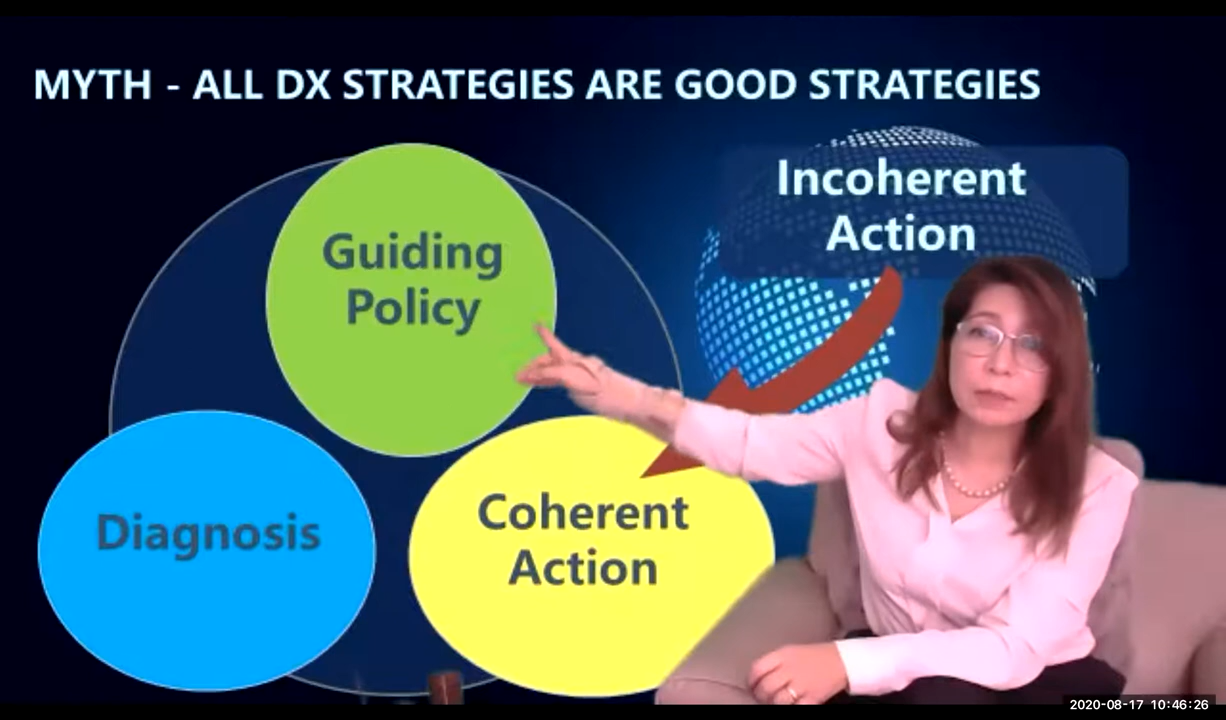 MYTH - ALL DX STRATEGIES ARE GOOD STRATEGIES
Incoherent
Action
Guiding
Policy
Diagnosis
Coherent
Action
2020-08-17 10:46:26